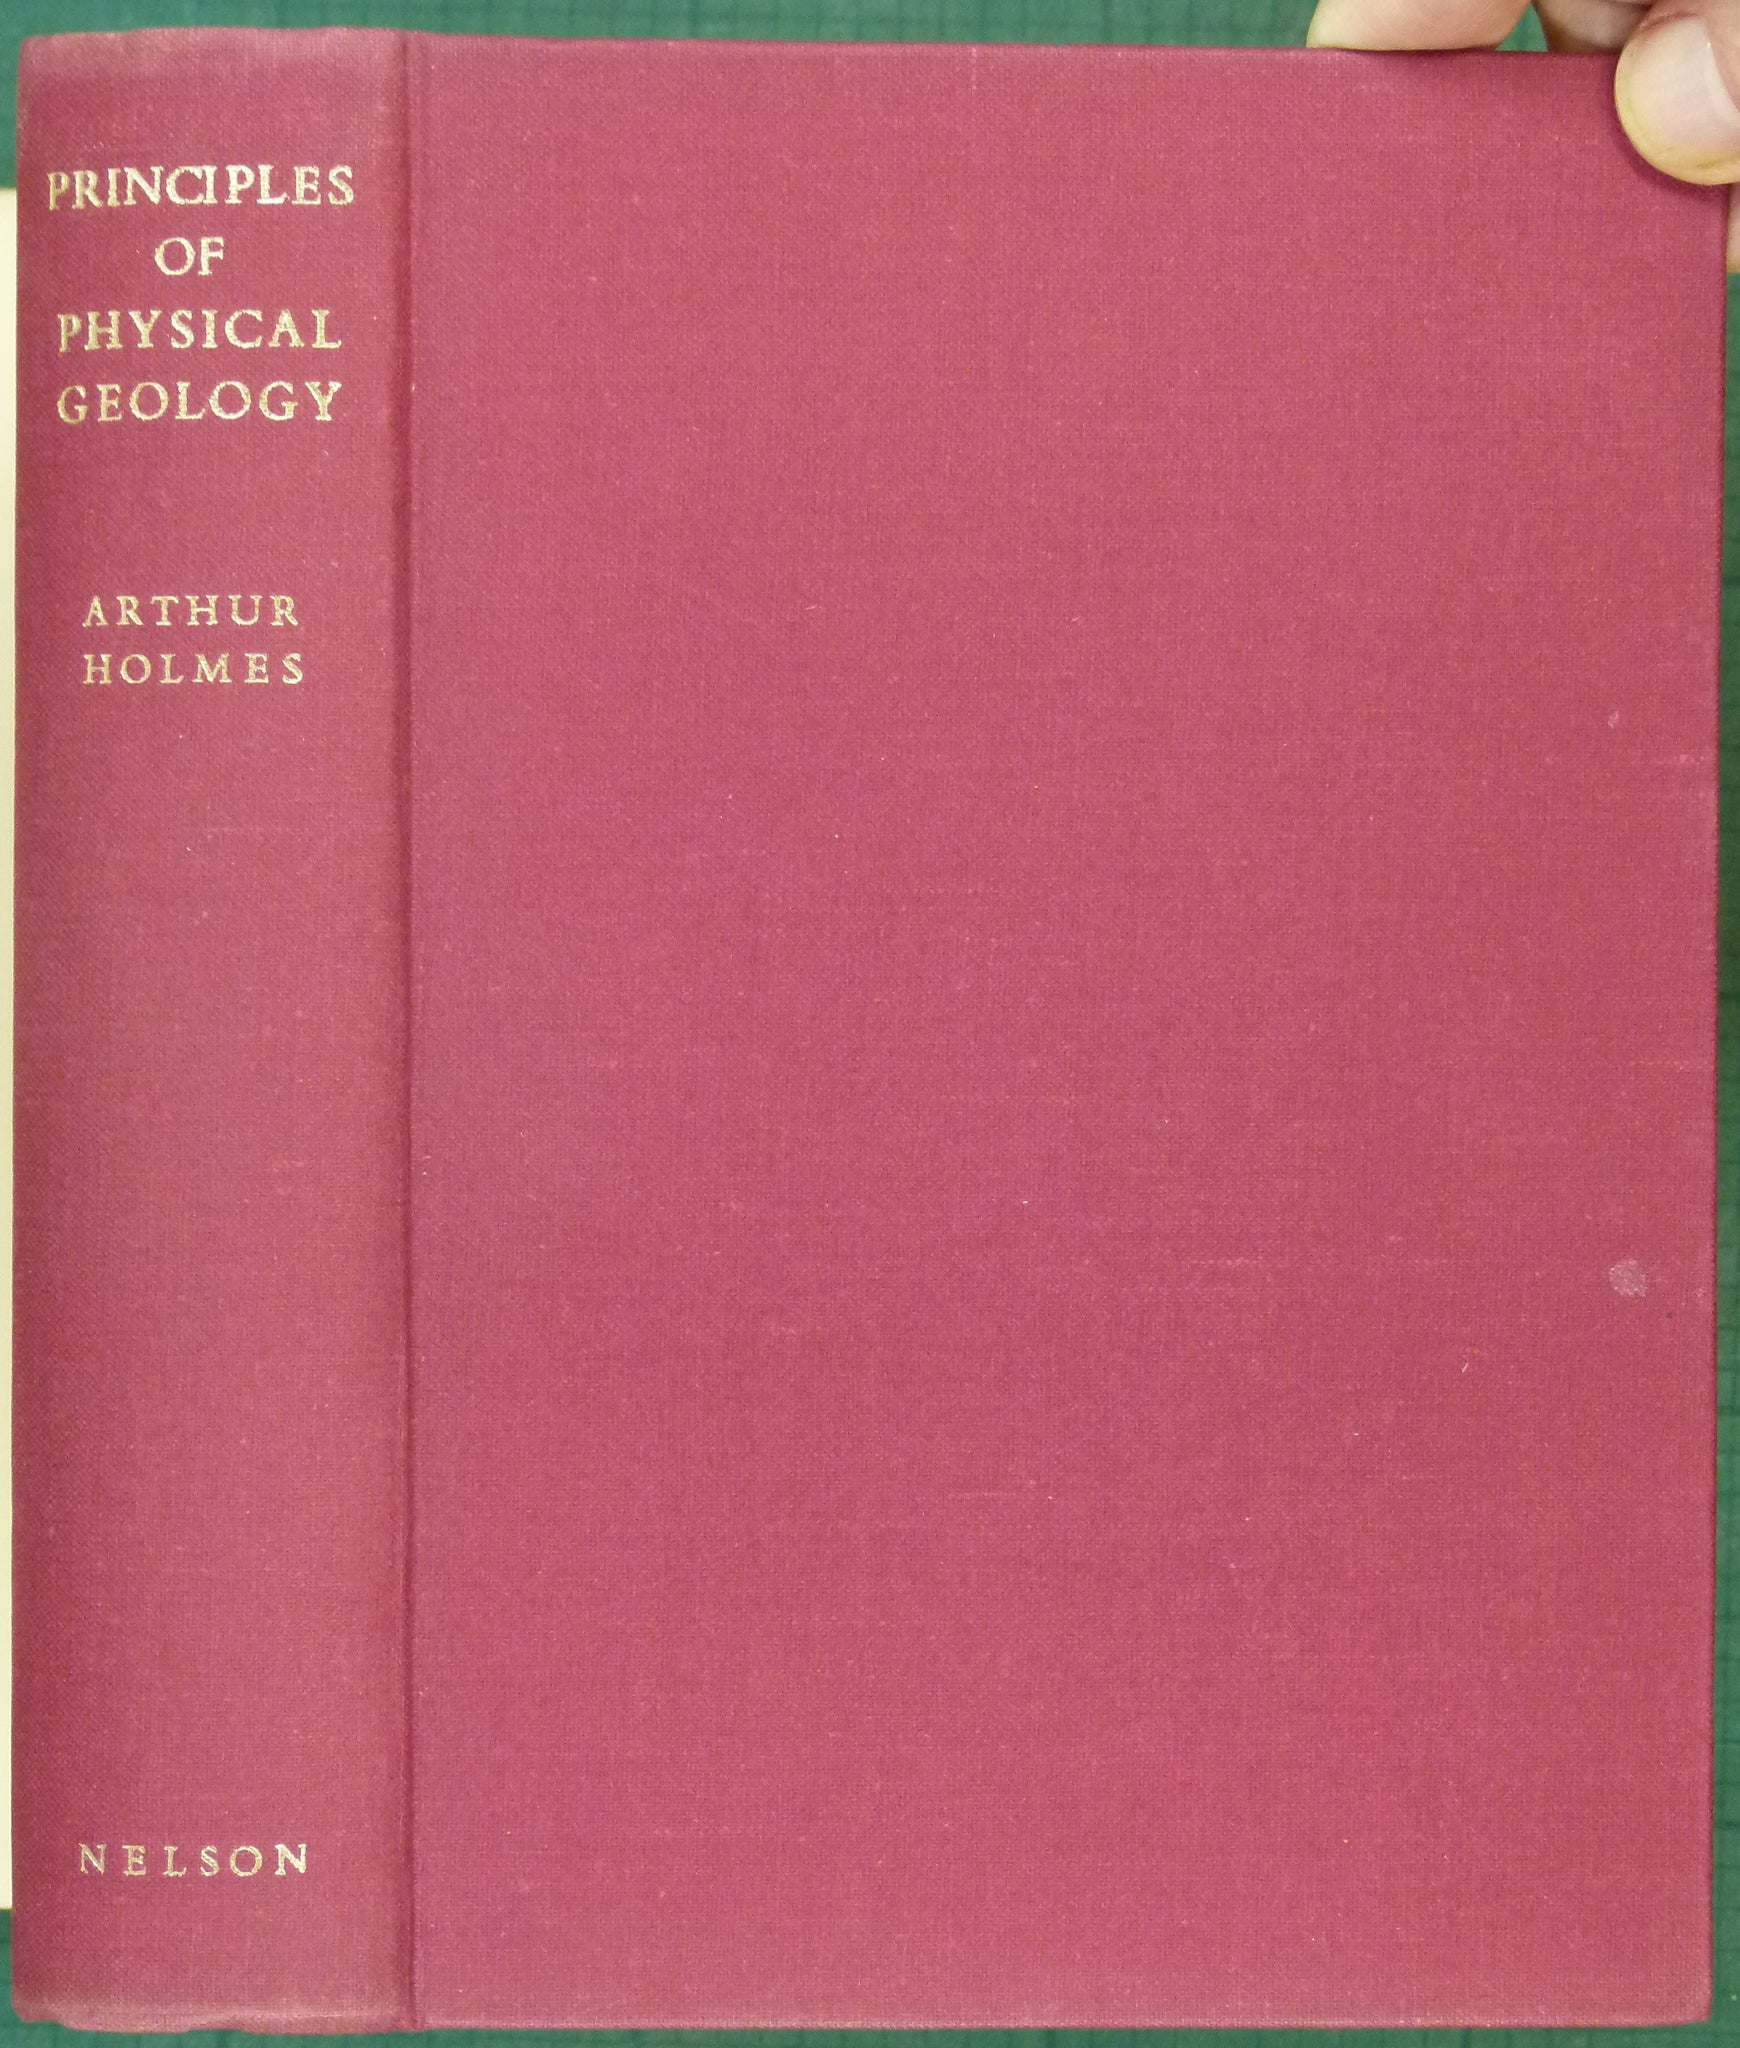 PRINCIPLES
OF
PHYSICAL
GEOLOGY
ARTHUR
HOLMES
NELSON